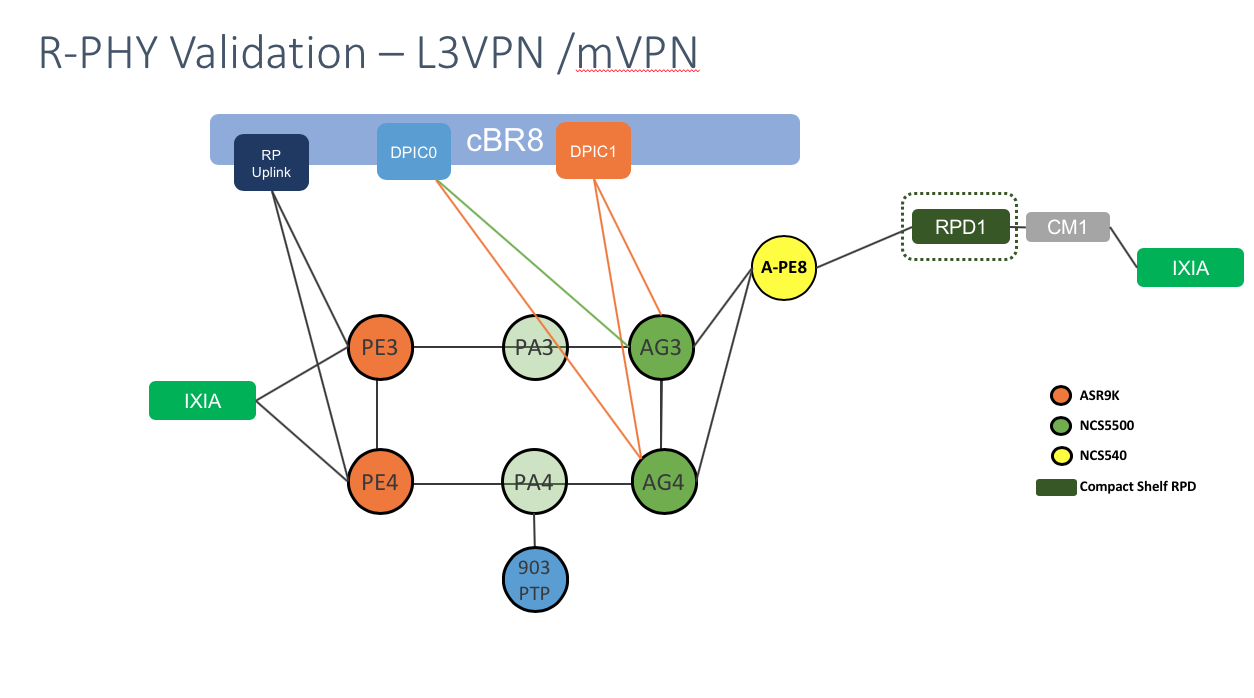 R-PHY Validation – L3VPN /mVPN
cBR8
RP
Uplink
DPIC0
DPIC1
RPD1
CM1
IXIA
A-PE8
PE3
PA3
AG3
IXIA
PE4
PA4
AG4
903
PTP
ASR9K
NCS5500
NCS540
Compact Shelf RPD